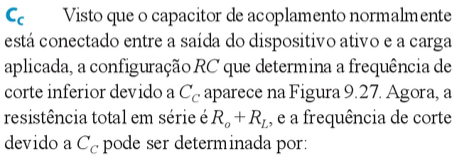 C_C Visto que o capacitor de acoplamento normalmente
está conectado entre a saída do dispositivo ativo e a carga
aplicada, a configuração RC que determina a frequência de
corte inferior devido a C_C aparece na Figura 9.27. Agora, a
resistência total em série é R_o + R_L, e a frequência de corte
devido a C_C pode ser determinada por: